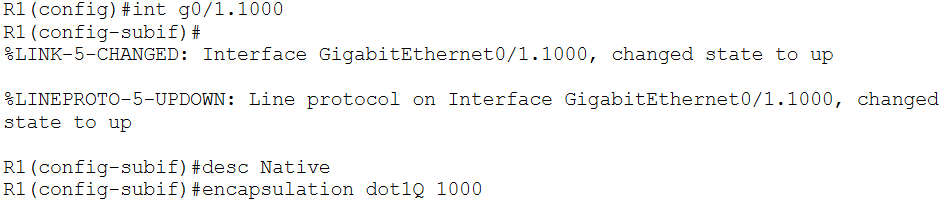 R1(config)#int g0/1.1000
R1(config-subif)#
%LINK-5-CHANGED: Interface GigabitEthernet0/1.1000, changed state to up
%LINEPROTO-5-UPDOWN: Line protocol on Interface GigabitEthernet0/1.1000, changed
state to up
R1(config-subif)#desc Native
R1(config-subif)#encapsulation dot1Q 1000